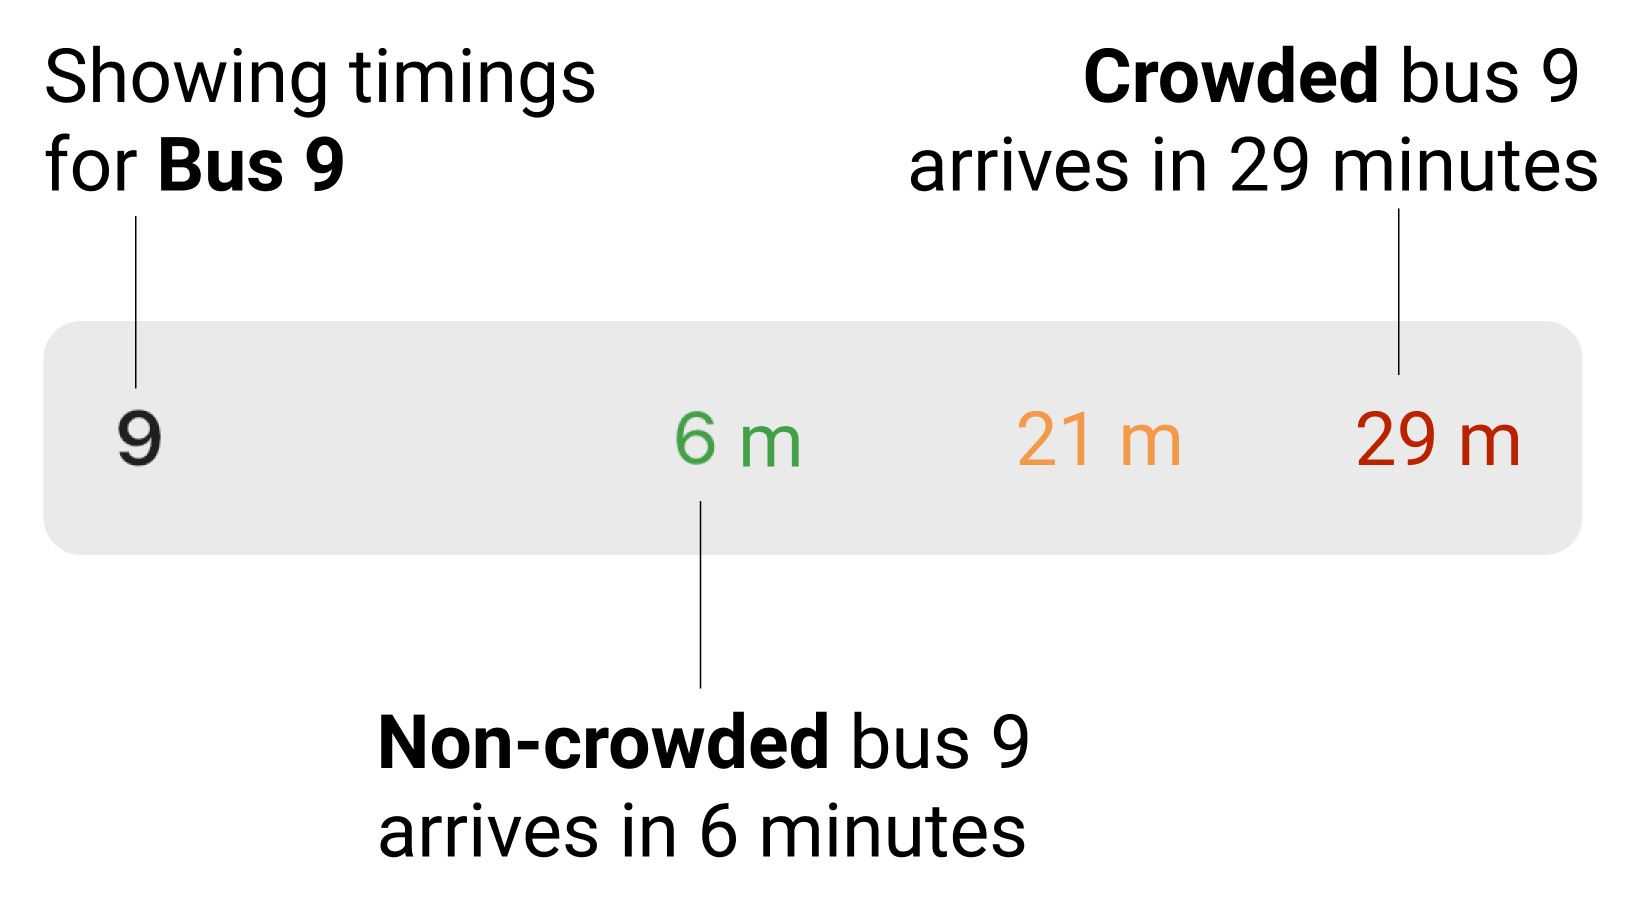 Showing timings
for Bus 9
Crowded bus 9
arrives in 29 minutes
9 6 m 21 m 29 m
Non-crowded bus 9
arrives in 6 minutes